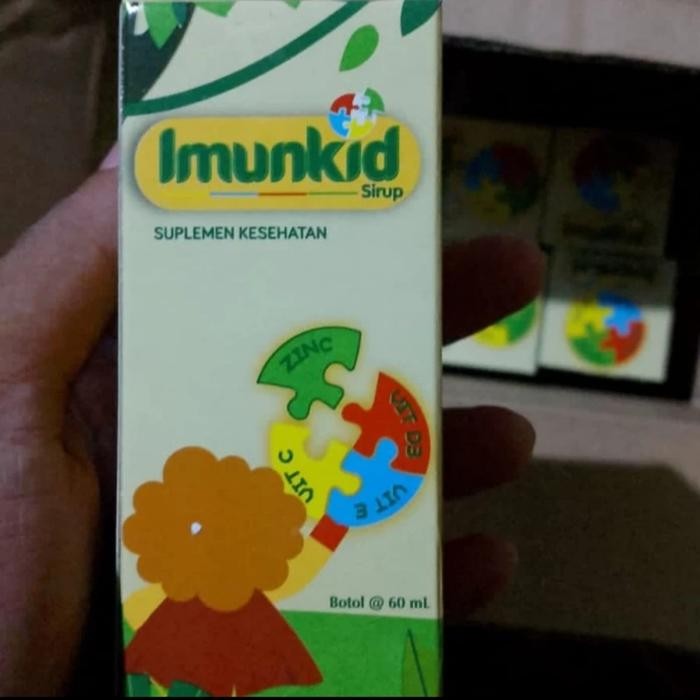 Imunkid
Sirup
SUPLEMEN KESEHATAN
ZINC
VIT D3
VIT C
VIT E
Botol @ 60 mL